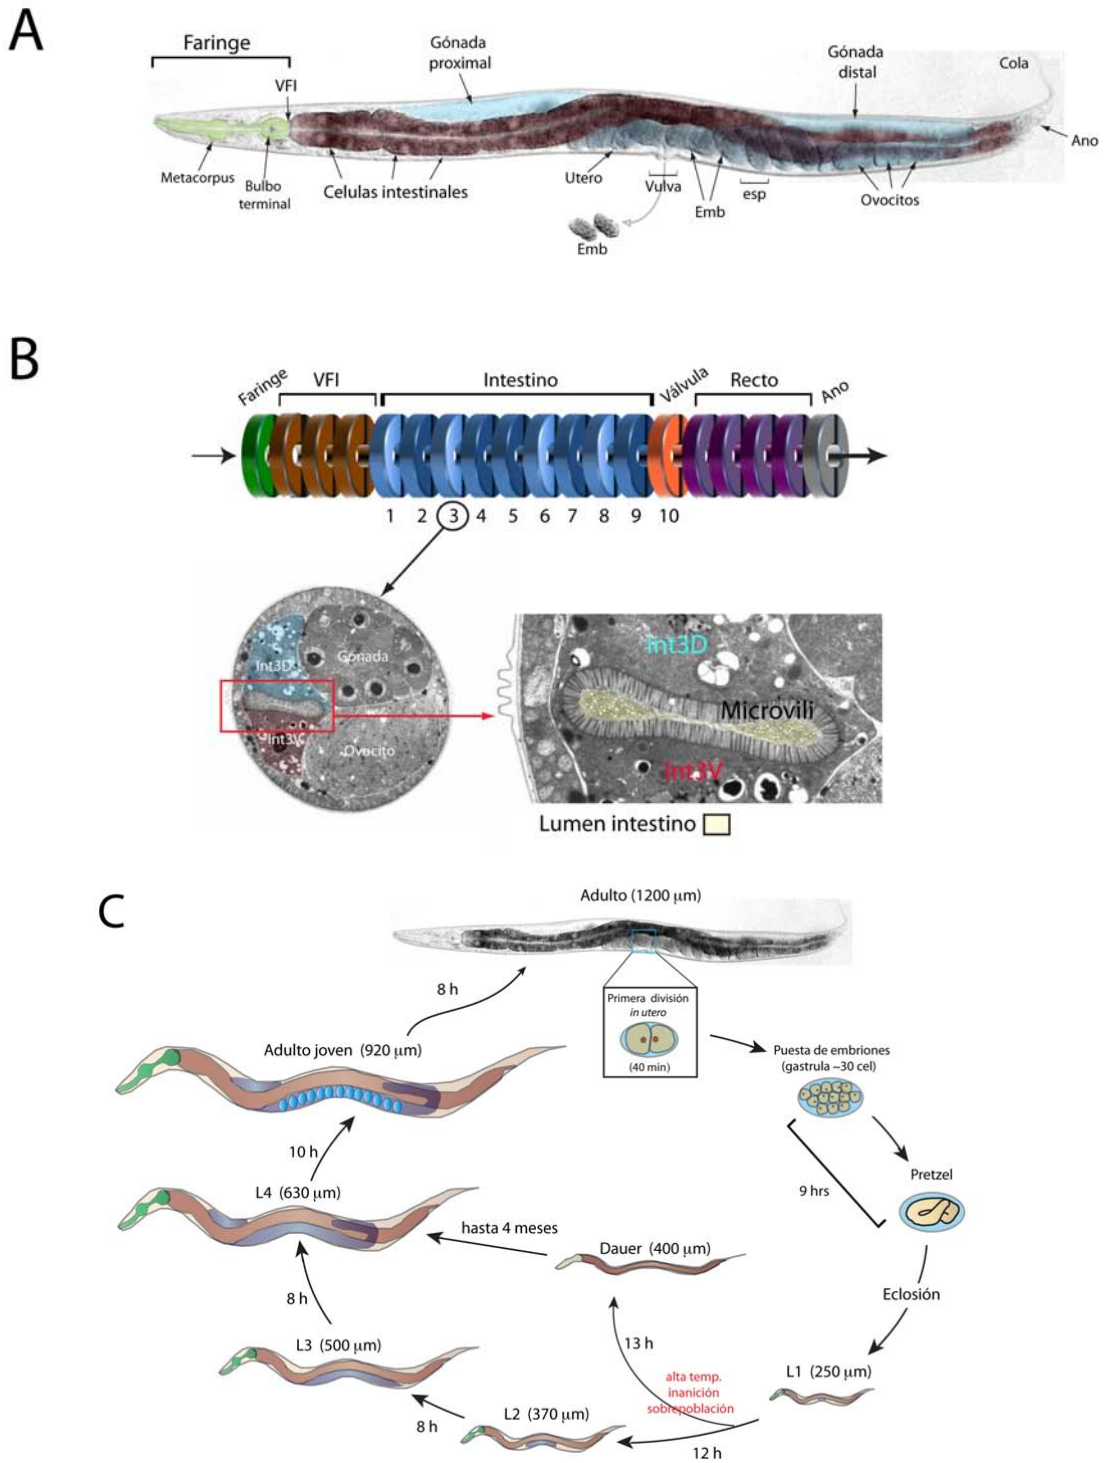 A
Faringe
VFI
Gónada
proximal
Gónada
distal
Cola
Ano
Metacorpus
Bulbo
terminal
Celulas intestinales
Utero
Vulva
Emb
esp
Ovocitos
Emb
B
Faringe
VFI
Intestino
Válvula
Recto
Ano
1 2 3 4 5 6 7 8 9 10
Int3D
Gonada
Int3V
Ovocito
Int3D
Microvili
Int3V
Lumen intestino
C
Adulto (1200 µm)
8 h
Primera división
in utero
(40 min)
Adulto joven (920 µm)
Puesta de embriones
(gastrula ~30 cel)
10 h
Pretzel
9 hrs
L4 (630 µm)
hasta 4 meses
Dauer (400 µm)
Eclosión
8 h
13 h
L3 (500 µm)
alta temp.
inanición
sobrepoblación
L1 (250 µm)
L2 (370 µm)
8 h
12 h